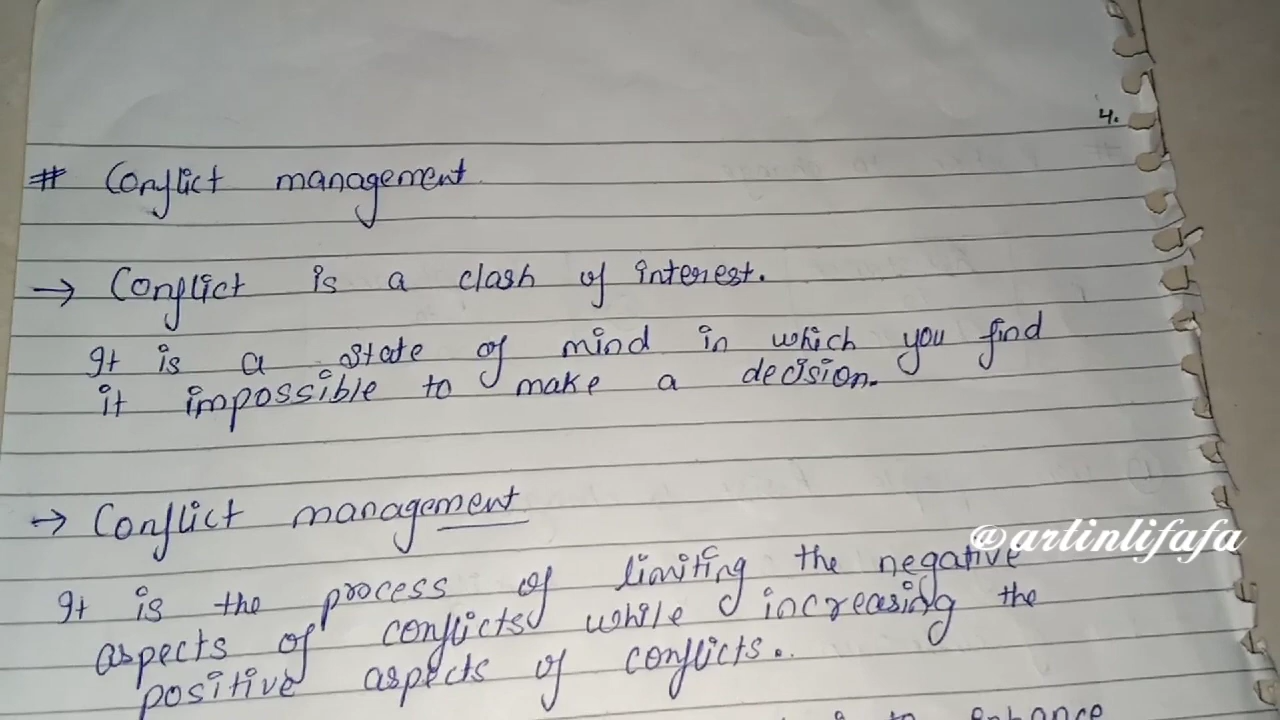 4.
# Conflict management
→ Conflict is a clash of interest.
It is a state of mind in which you find
it impossible to make a decision.
→ Conflict management
@artinlifafa
It is the process of limiting the negative
aspects of conflicts while increasing the
positive aspects of conflicts.
to enhance